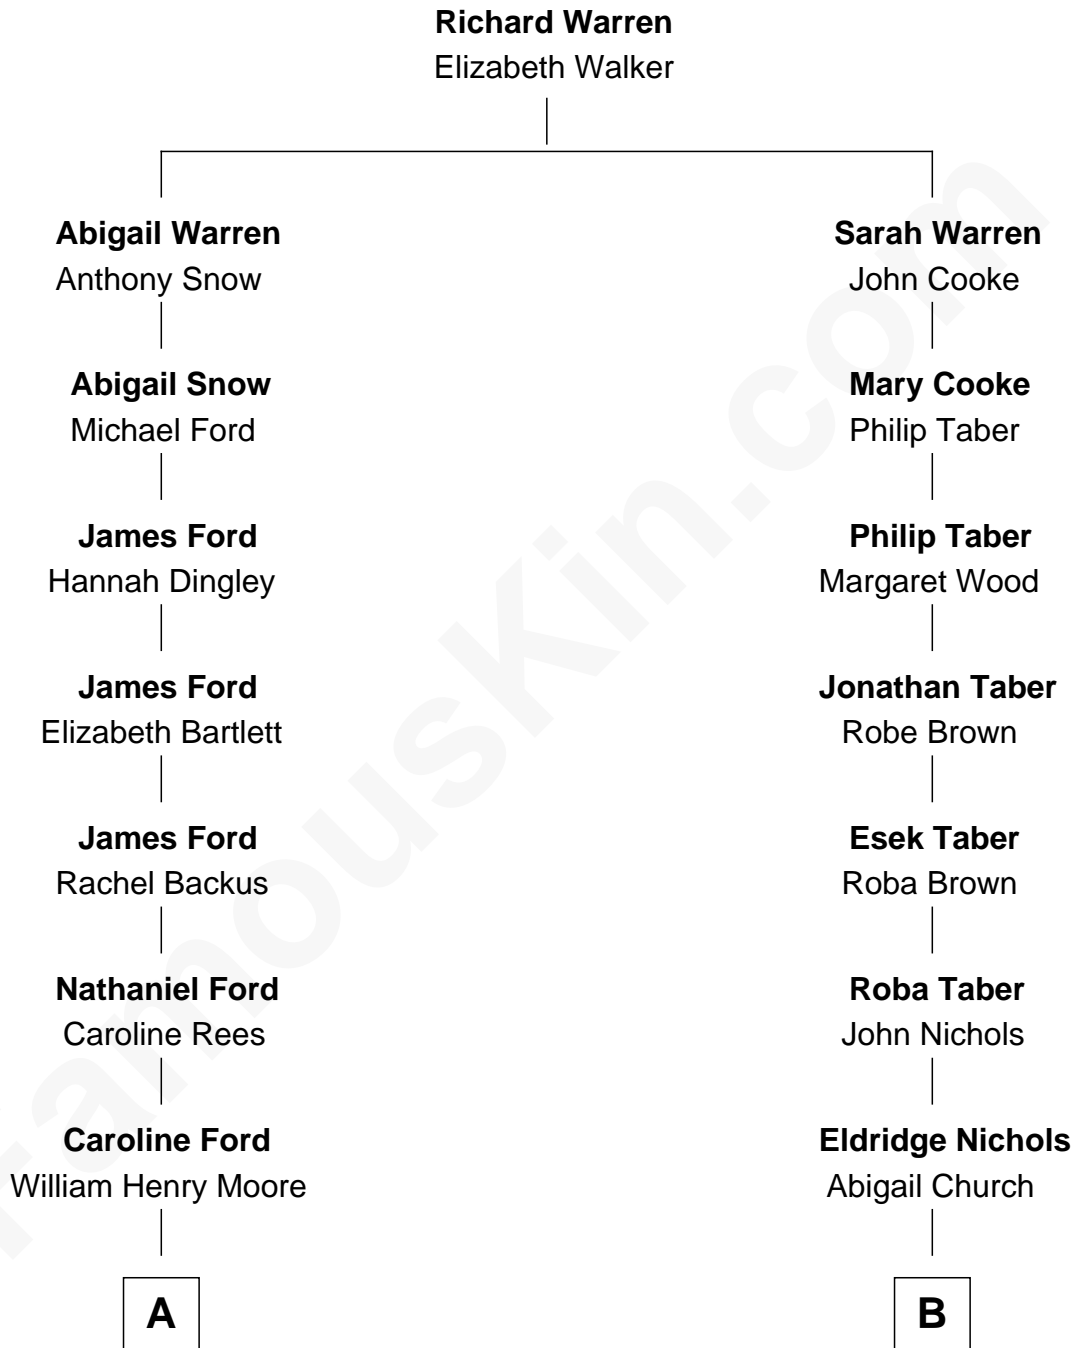 Richard Warren
Elizabeth Walker
Abigail Warren
Anthony Snow
Sarah Warren
John Cooke
Abigail Snow
Michael Ford
Mary Cooke
Philip Taber
James Ford
Hannah Dingley
Philip Taber
Margaret Wood
James Ford
Elizabeth Bartlett
Jonathan Taber
Robe Brown
James Ford
Rachel Backus
Esek Taber
Roba Brown
Nathaniel Ford
Caroline Rees
Roba Taber
John Nichols
Caroline Ford
William Henry Moore
Eldridge Nichols
Abigail Church
A
B
FamousKin.com